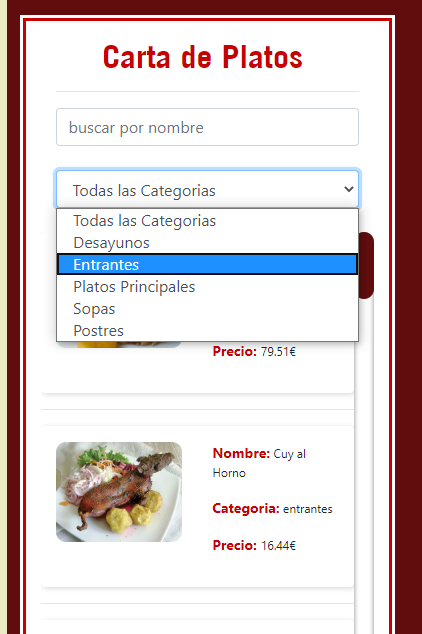 Carta de Platos
buscar por nombre
Todas las Categorias
Todas las Categorias
Desayunos
Entrantes
Platos Principales
Sopas
Postres
Precio: 79.51€
Nombre: Cuy al
Horno
Categoria: entrantes
Precio: 16.44€